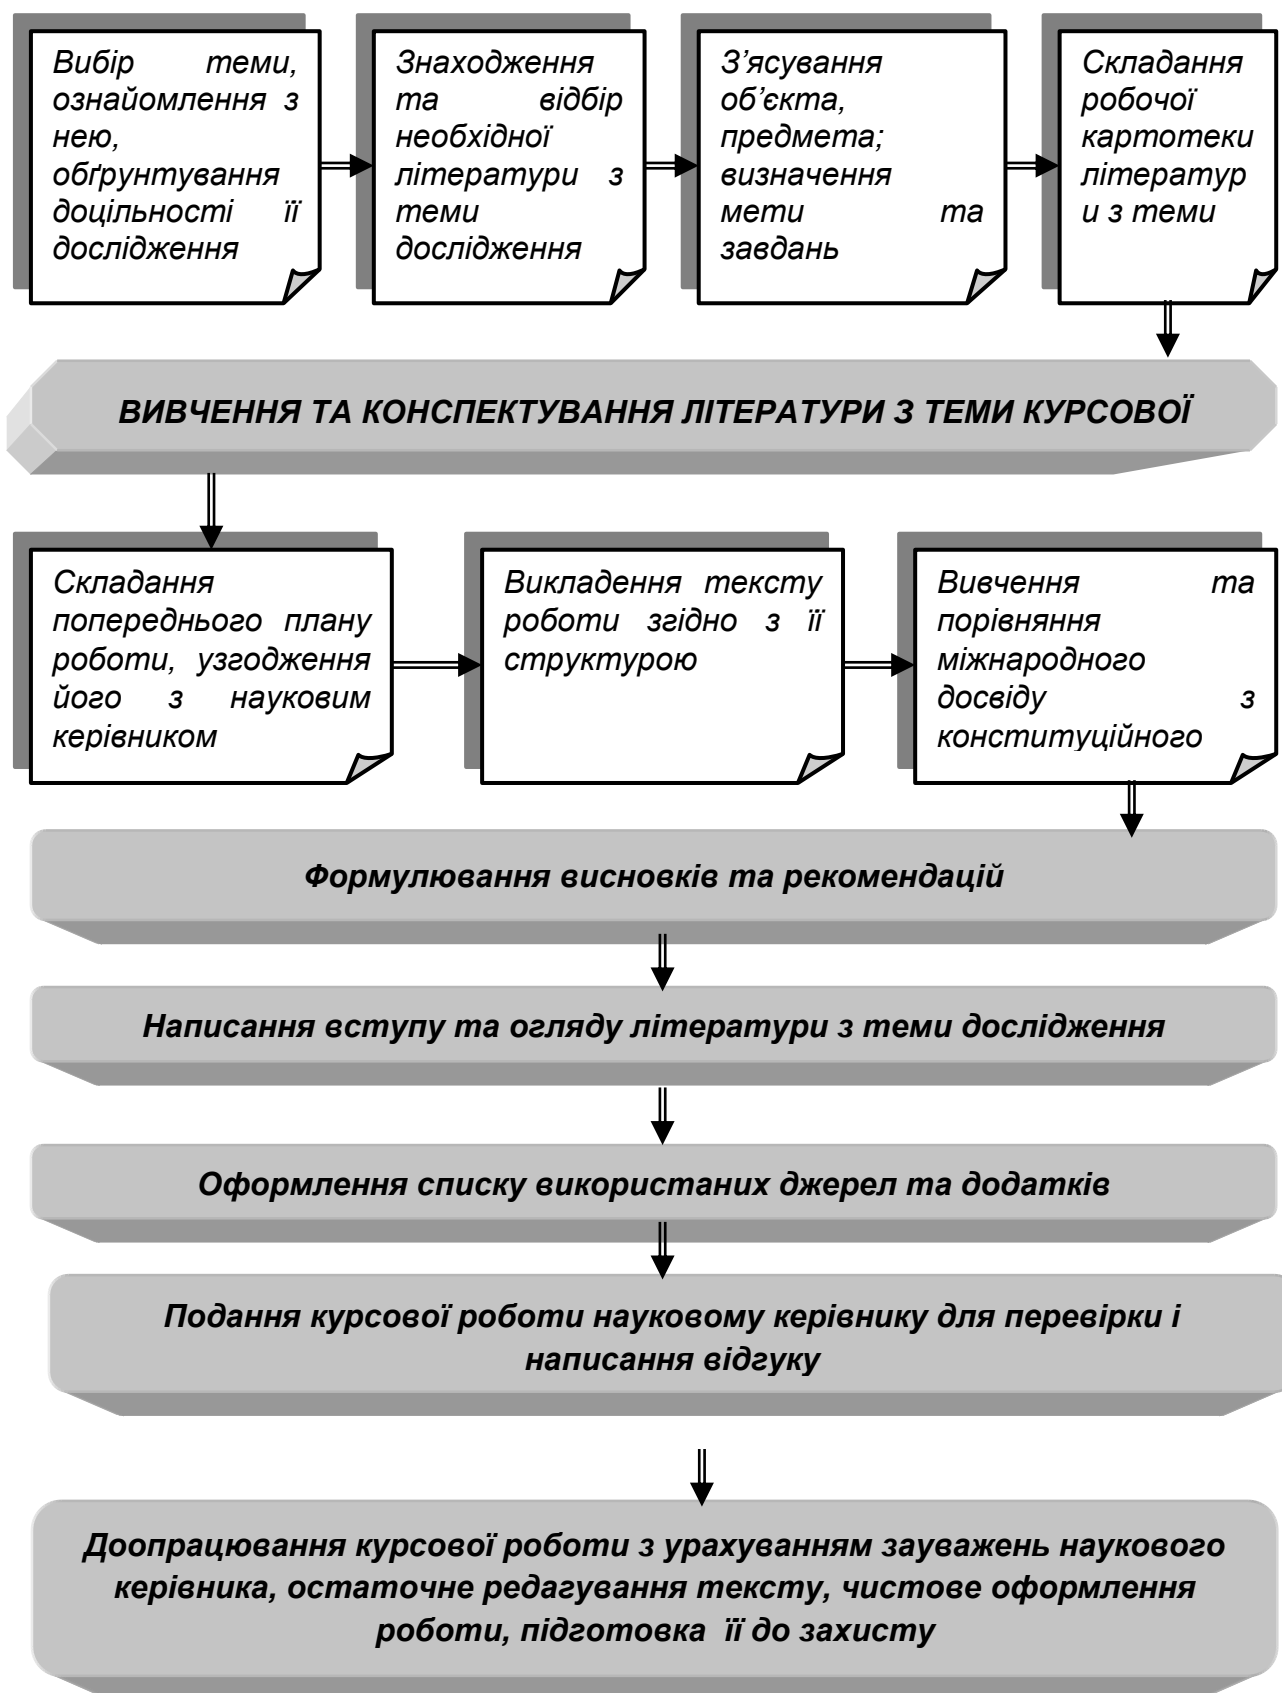 Вибір теми,
ознайомлення з
нею,
обґрунтування
доцільності її
дослідження
Знаходження
та відбір
необхідної
літератури з
теми
дослідження
З’ясування
об’єкта,
предмета;
визначення
мети та
завдань
Складання
робочої
картотеки
літератур
и з теми
ВИВЧЕННЯ ТА КОНСПЕКТУВАННЯ ЛІТЕРАТУРИ З ТЕМИ КУРСОВОЇ
Складання
попереднього плану
роботи, узгодження
його з науковим
керівником
Викладення тексту
роботи згідно з її
структурою
Вивчення та
порівняння
міжнародного
досвіду з
конституційного
Формулювання висновків та рекомендацій
Написання вступу та огляду літератури з теми дослідження
Оформлення списку використаних джерел та додатків
Подання курсової роботи науковому керівнику для перевірки і
написання відгуку
Доопрацювання курсової роботи з урахуванням зауважень наукового
керівника, остаточне редагування тексту, чистове оформлення
роботи, підготовка її до захисту